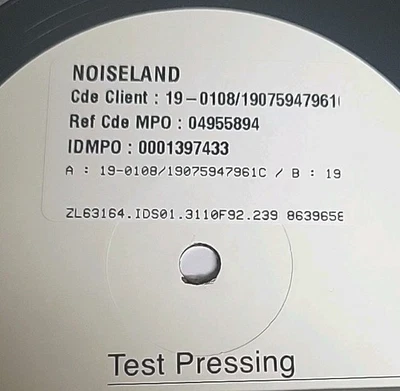 NOISELAND
Cde Client : 19-0108/19075947961
Ref Cde MPO : 04955894
IDMPO : 0001397433
A : 19-0108/19075947961C / B : 19
ZL63164.IDS01.3110F92.239 8639658
Test Pressing